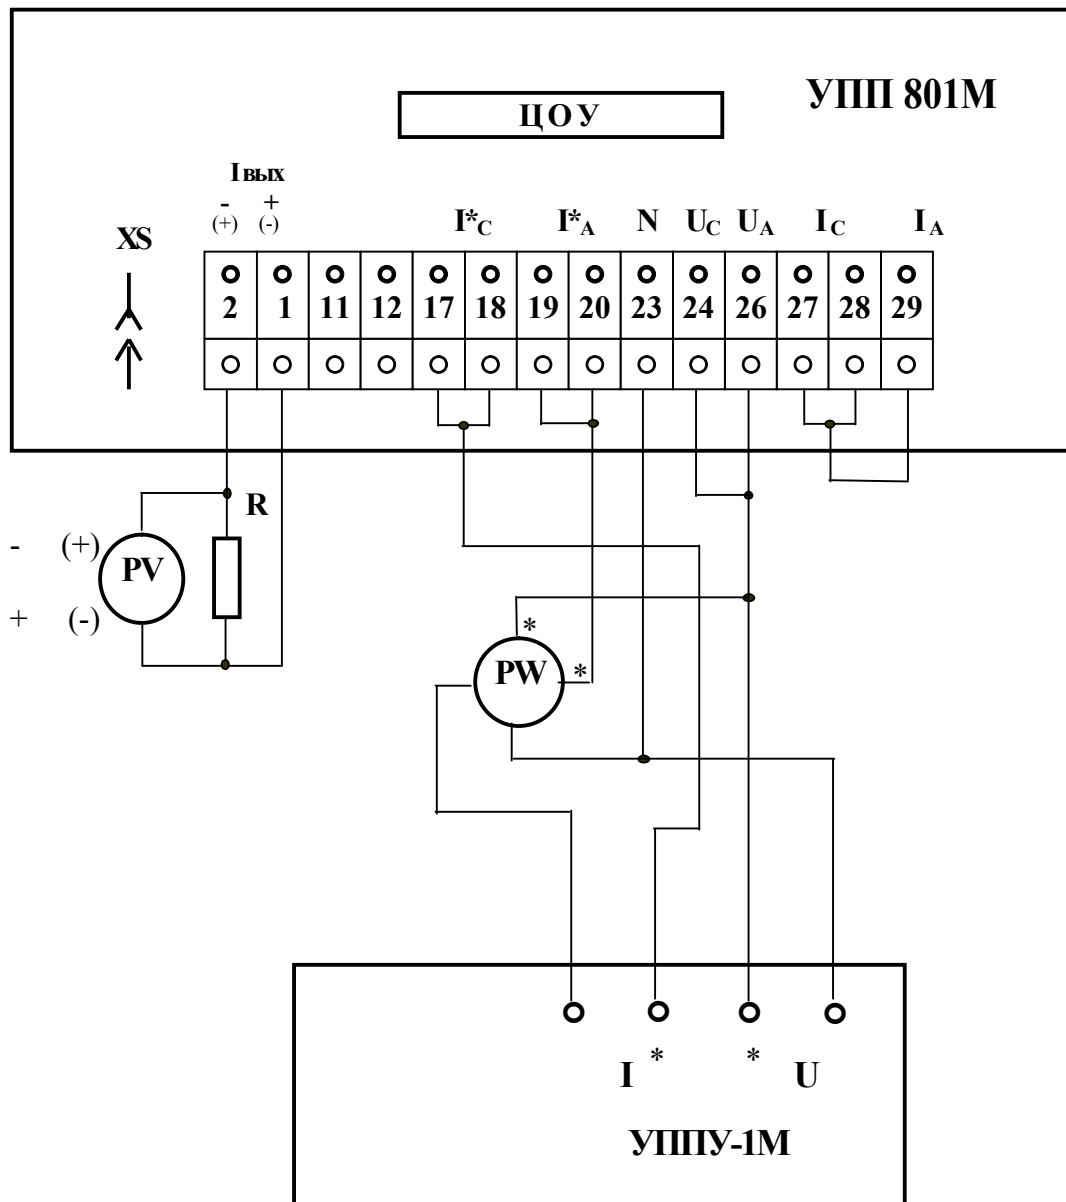 УПП 801М
ЦОУ
I вых
- +
(+) (-)
I*C I*A N UC UA IC IA
XS
2 1 11 12 17 18 19 20 23 24 26 27 28 29
R
- (+)
PV
+ (-)
*
PW *
I * * U
УППУ-1М